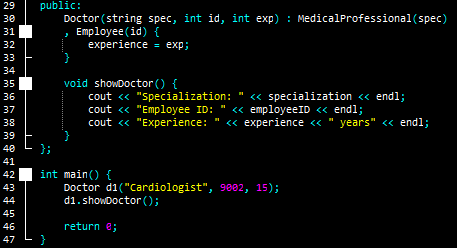 29 public:
30     Doctor(string spec, int id, int exp) : MedicalProfessional(spec)
31     , Employee(id) {
32         experience = exp;
33     }
34
35     void showDoctor() {
36         cout << "Specialization: " << specialization << endl;
37         cout << "Employee ID: " << employeeID << endl;
38         cout << "Experience: " << experience << " years" << endl;
39     }
40 };
41
42 int main() {
43     Doctor d1("Cardiologist", 9002, 15);
44     d1.showDoctor();
45
46     return 0;
47 }